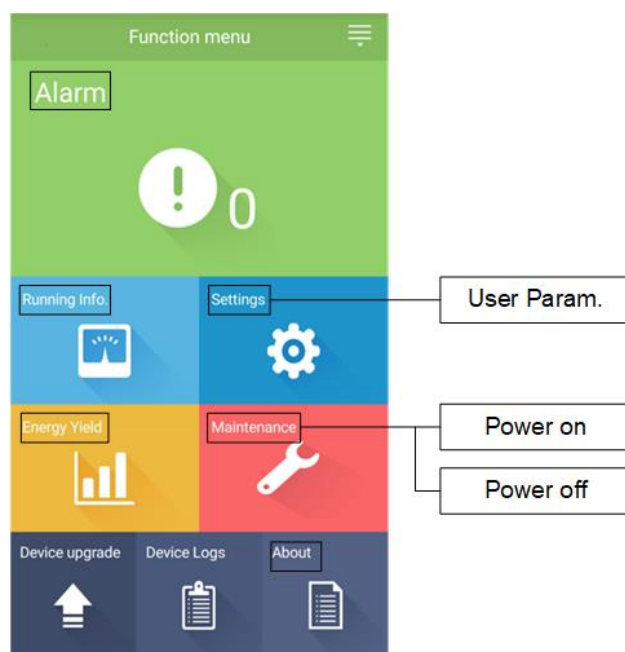 Function menu
Alarm
0
Running Info.
Settings
User Param.
Energy Yield
Maintenance
Power on
Power off
Device upgrade
Device Logs
About